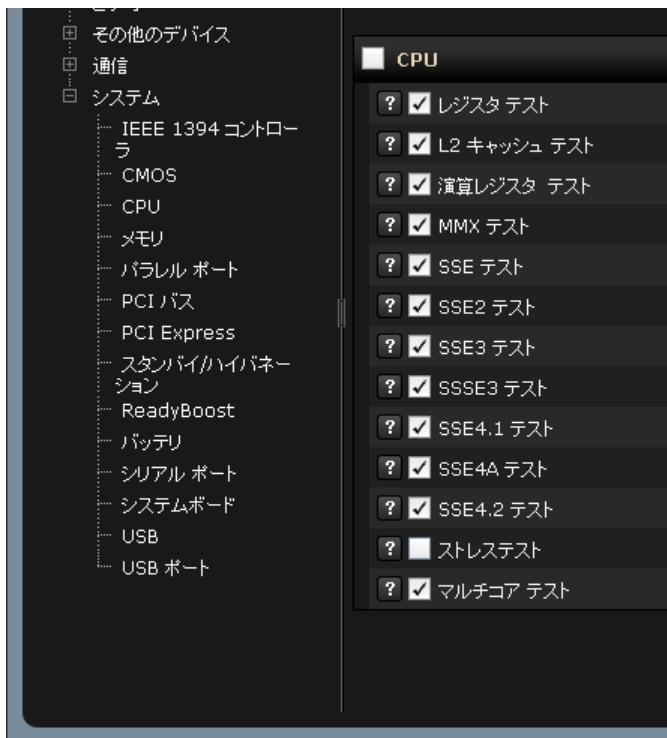 その他のデバイス
通信
システム
IEEE 1394 コントロー
ラ
CMOS
CPU
メモリ
パラレル ポート
PCI バス
PCI Express
スタンバイ/ハイバネー
ション
ReadyBoost
バッテリ
シリアル ポート
システムボード
USB
USB ポート
CPU
? レジスタ テスト
? L2 キャッシュ テスト
? 演算レジスタ テスト
? MMX テスト
? SSE テスト
? SSE2 テスト
? SSE3 テスト
? SSSE3 テスト
? SSE4.1 テスト
? SSE4A テスト
? SSE4.2 テスト
? ストレステスト
? マルチコア テスト